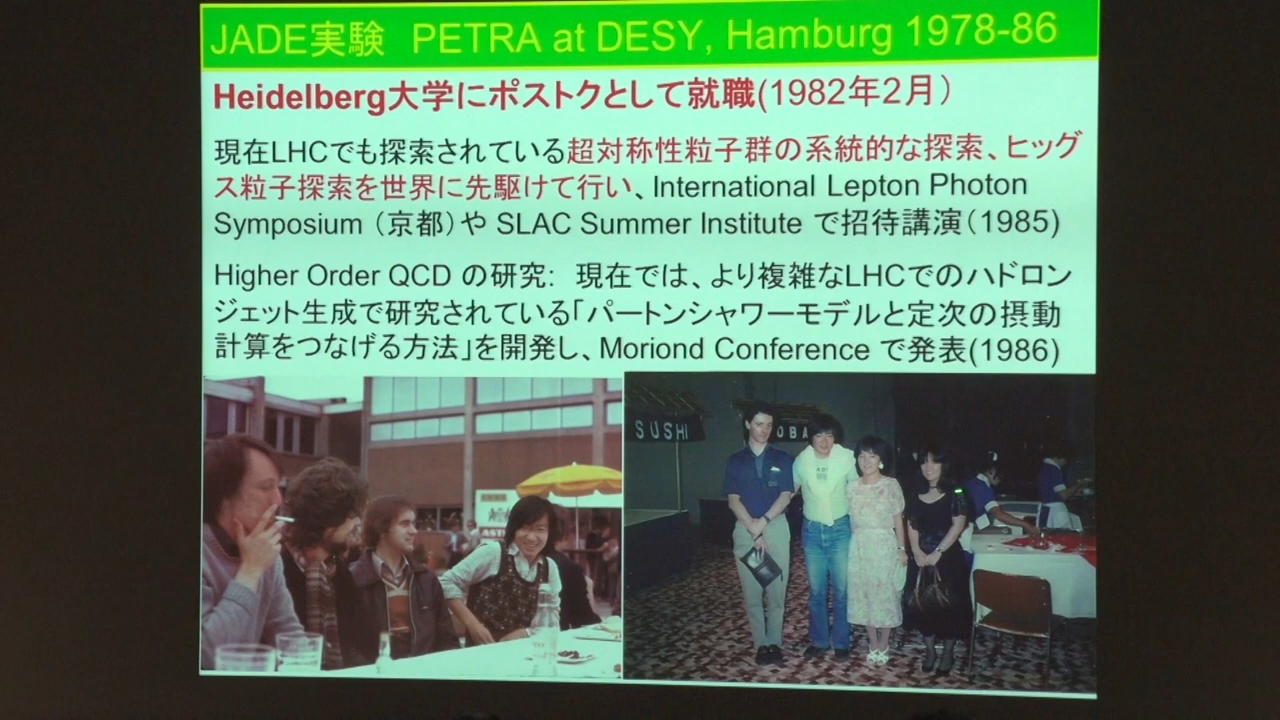 JADE実験 PETRA at DESY, Hamburg 1978-86
Heidelberg大学にポストクとして就職(1982年2月）
現在LHCでも探索されている超対称性粒子群の系統的な探索、ヒッグ
ス粒子探索を世界に先駆けて行い、International Lepton Photon
Symposium（京都）や SLAC Summer Institute で招待講演（1985)
Higher Order QCD の研究: 現在では、より複雑なLHCでのハドロン
ジェット生成で研究されている「パートンシャワーモデルと定次の摂動
計算をつなげる方法」を開発し、Moriond Conference で発表(1986)
SUSHI
OBA